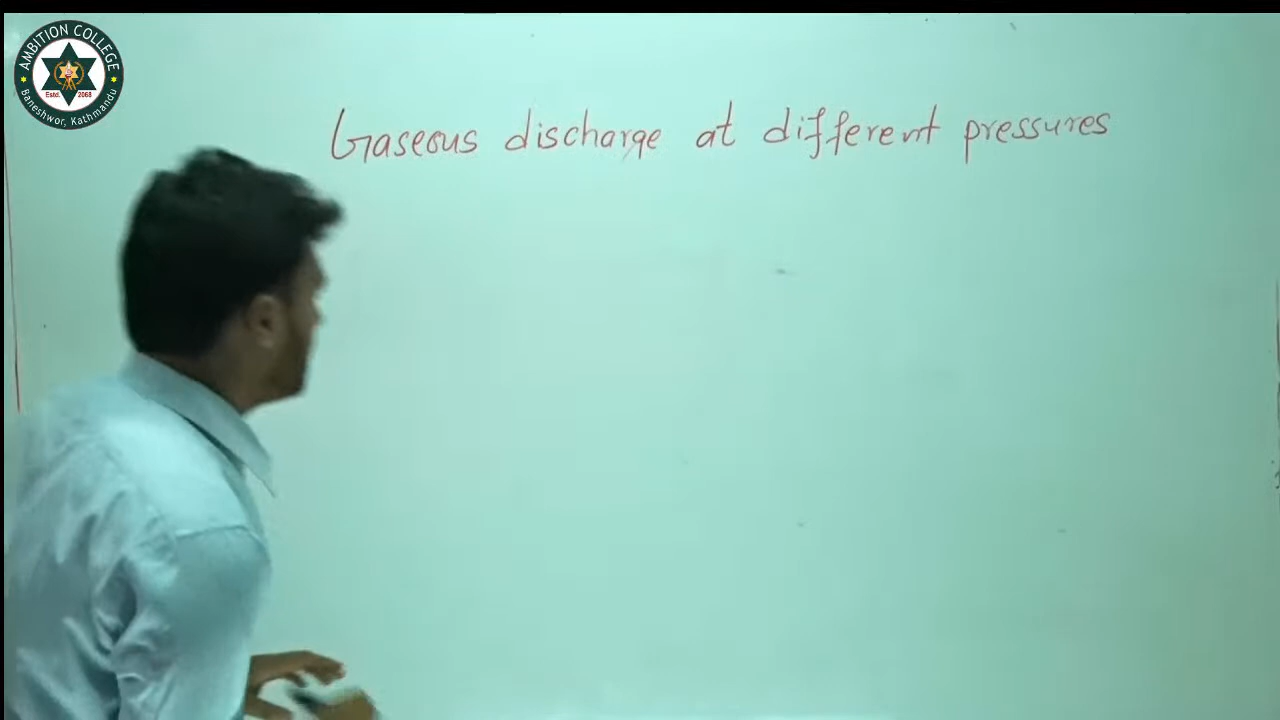 AMBITION COLLEGE
Estd. 2068
Baneshwor, Kathmandu
Gaseous discharge at different pressures